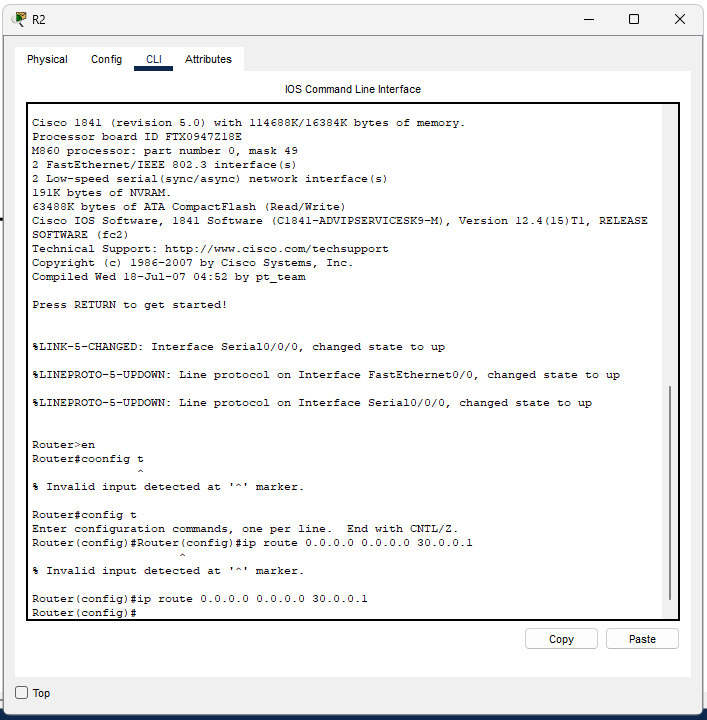 R2
Physical Config CLI Attributes
IOS Command Line Interface
Cisco 1841 (revision 5.0) with 114688K/16384K bytes of memory.
Processor board ID FTX0947Z18E
M860 processor: part number 0, mask 49
2 FastEthernet/IEEE 802.3 interface(s)
2 Low-speed serial(sync/async) network interface(s)
191K bytes of NVRAM.
63488K bytes of ATA CompactFlash (Read/Write)
Cisco IOS Software, 1841 Software (C1841-ADVIPSERVICESK9-M), Version 12.4(15)T1, RELEASE
SOFTWARE (fc2)
Technical Support: http://www.cisco.com/techsupport
Copyright (c) 1986-2007 by Cisco Systems, Inc.
Compiled Wed 18-Jul-07 04:52 by pt_team
Press RETURN to get started!
%LINK-5-CHANGED: Interface Serial0/0/0, changed state to up
%LINEPROTO-5-UPDOWN: Line protocol on Interface FastEthernet0/0, changed state to up
%LINEPROTO-5-UPDOWN: Line protocol on Interface Serial0/0/0, changed state to up
Router>en
Router#coonfig t
^
% Invalid input detected at '^' marker.
Router#config t
Enter configuration commands, one per line.  End with CNTL/Z.
Router(config)#Router(config)#ip route 0.0.0.0 0.0.0.0 30.0.0.1
^
% Invalid input detected at '^' marker.
Router(config)#ip route 0.0.0.0 0.0.0.0 30.0.0.1
Router(config)#
Copy Paste
Top